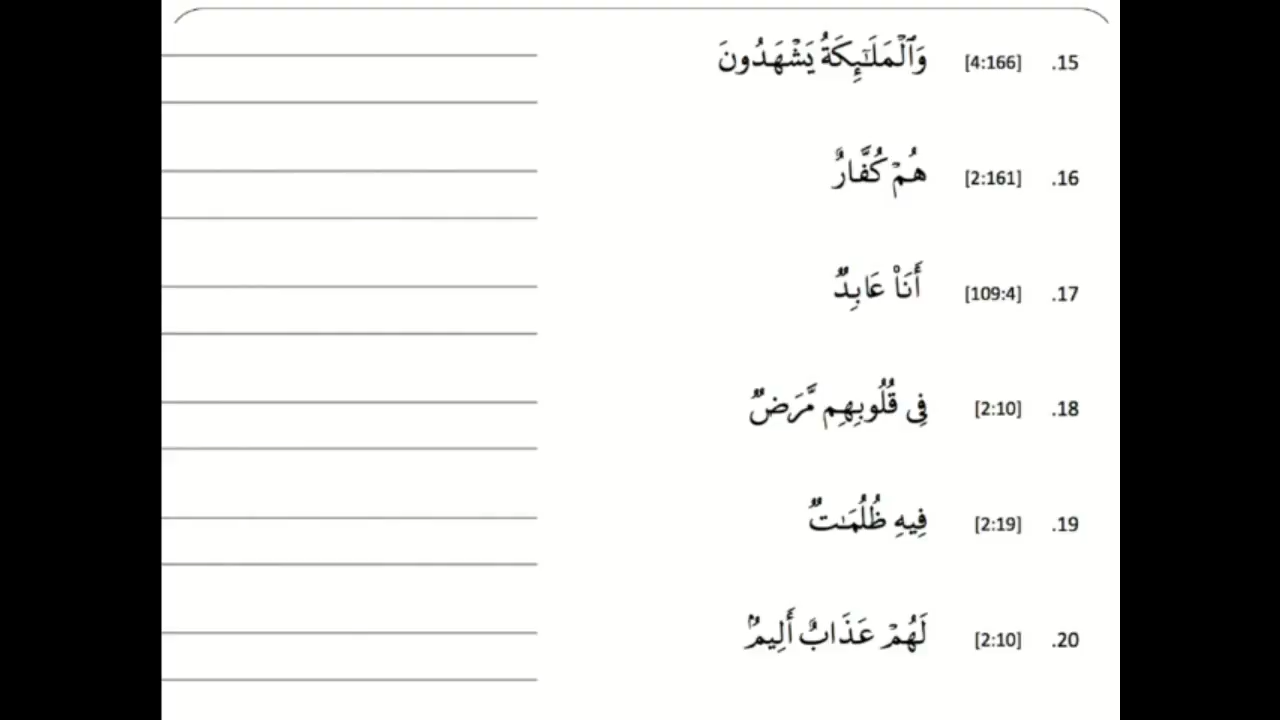 .15 [4:166] وَٱلْمَلَـٰٓئِكَةُ يَشْهَدُونَ
.16 [2:161] هُمْ كُفَّارٌ
.17 [109:4] أَنَا۠ عَابِدٌ
.18 [2:10] فِى قُلُوبِهِم مَّرَضٌ
.19 [2:19] فِيهِ ظُلُمَـٰتٌ
.20 [2:10] لَهُمْ عَذَابٌ أَلِيمٌۢ